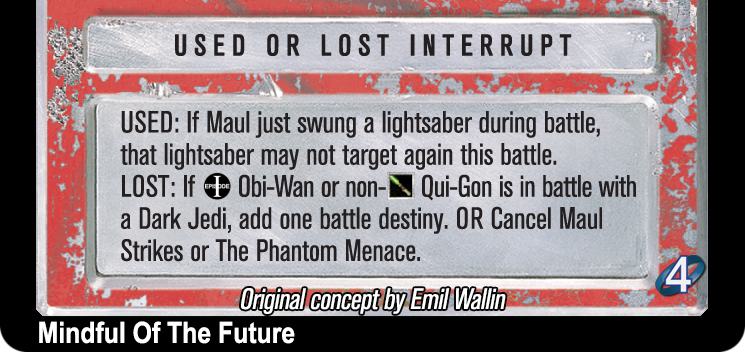 USED OR LOST INTERRUPT
USED: If Maul just swung a lightsaber during battle,
that lightsaber may not target again this battle.
LOST: If EPISODE I Obi-Wan or non- Qui-Gon is in battle with
a Dark Jedi, add one battle destiny. OR Cancel Maul
Strikes or The Phantom Menace.
4
Original concept by Emil Wallin
Mindful Of The Future